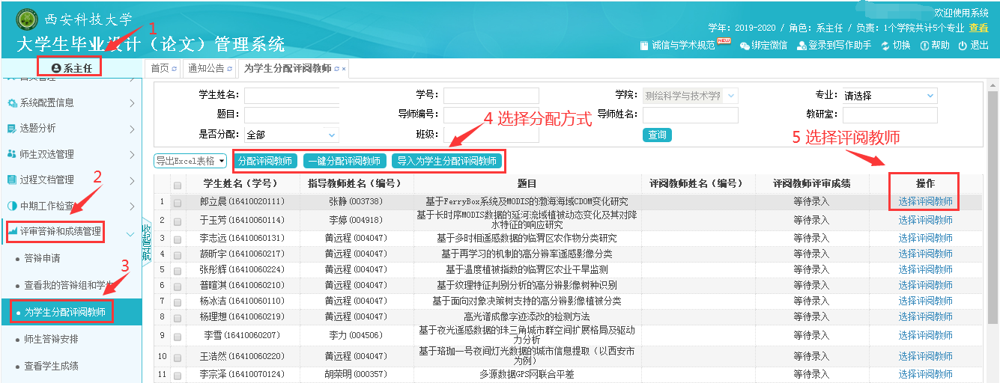 西安科技大学
大学生毕业设计（论文）管理系统
欢迎使用系统
学年：2019-2020 / 角色：系主任 / 负责：1个学院共计5个专业 查看
诚信与学术规范 NEW 绑定微信 登录到写作助手 切换 帮助 退出
1
系主任
首页 通知公告 为学生分配评阅教师
系统配置信息
选题分析
师生双选管理
过程文档管理
2
中期工作检查
评审答辩和成绩管理
答辩申请
3
查看我的答辩组和学生
为学生分配评阅教师
师生答辩安排
查看学生成绩
收起导航
学生姓名： 学号： 学院： 测绘科学与技术学院 专业： 请选择
题目： 导师编号： 导师姓名： 教研室：
是否分配： 全部 班级： 查询
4 选择分配方式
5 选择评阅教师
导出Excel表格 分配评阅教师 一键分配评阅教师 导入为学生分配评阅教师
学生姓名（学号） 指导教师姓名（编号） 题目 评阅教师姓名（编号） 评阅教师评审成绩 操作
1 郎立晨(16410020111) 张静(003738) 基于FerryBox系统及MODIS的渤海海域CDOM变化研究 等待录入 选择评阅教师
2 于玉芳(16410060114) 李婷(004918) 基于长时序MODIS数据的延河流域植被动态变化及其对降 等待录入 选择评阅教师
水特征的响应研究
3 李志远(16410060131) 黄远程(004047) 基于多时相遥感数据的临渭区农作物分类研究 等待录入 选择评阅教师
4 颉昕宇(16410060217) 黄远程(004047) 基于再学习的机制的高分辨率遥感影像分类 等待录入 选择评阅教师
5 张彤辉(16410060224) 黄远程(004047) 基于温度植被指数的临渭区农业干旱监测 等待录入 选择评阅教师
6 普暄淇(16410060210) 黄远程(004047) 基于纹理特征判别分析的高分辨影像树种识别 等待录入 选择评阅教师
7 杨冰洁(16410060110) 黄远程(004047) 基于面向对象决策树支持的高分辨影像植被分类 等待录入 选择评阅教师
8 杨理想(16410060219) 黄远程(004047) 高光谱成像字迹添改的检测方法 等待录入 选择评阅教师
9 李雪(16410060207) 李力(004506) 基于夜光遥感数据的珠三角城市群空间扩展格局及驱动 等待录入 选择评阅教师
力分析
10 王浩然(16410060220) 黄远程(004047) 基于珞珈一号夜间灯光数据的城市信息提取（以西安市 等待录入 选择评阅教师
为例）
11 李宗泽(16410070124) 胡荣明(000357) 多源数据GPS网联合平差 等待录入 选择评阅教师